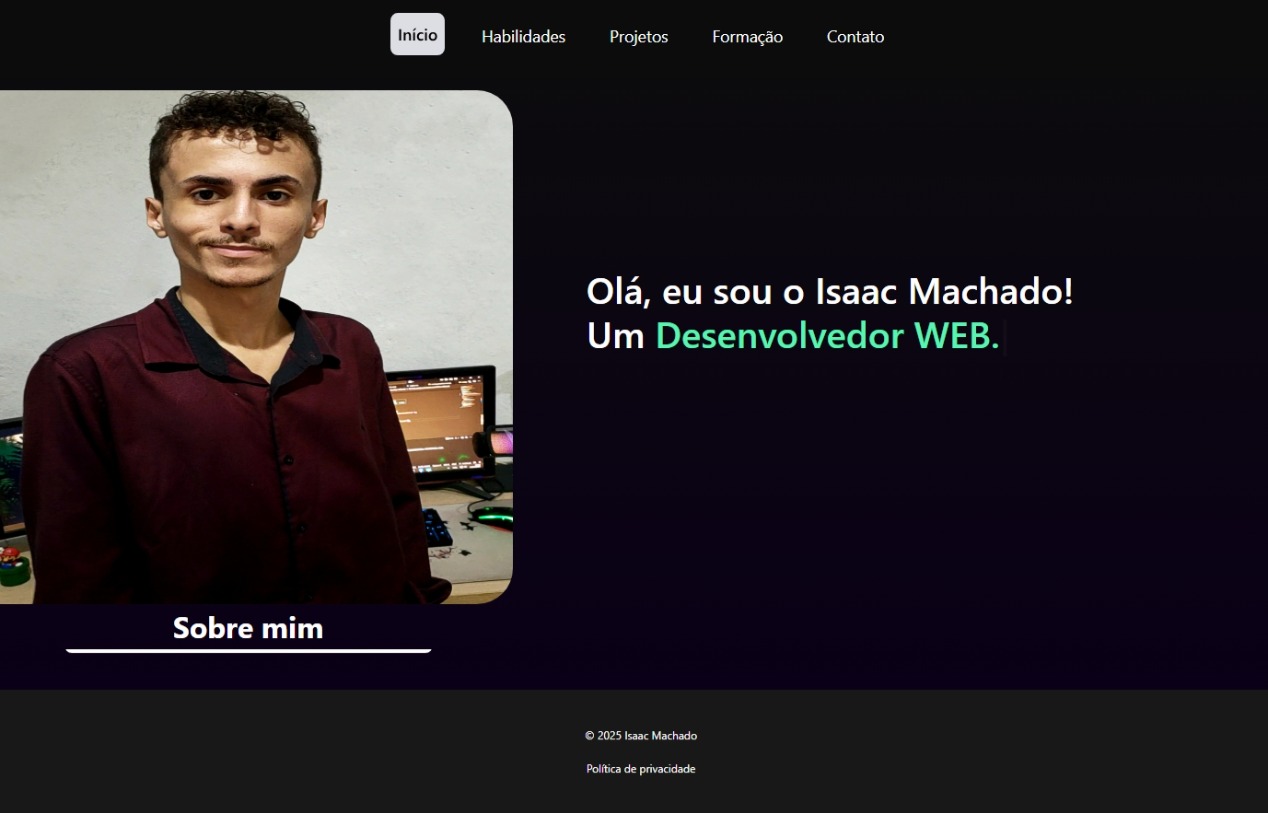 Início
Habilidades
Projetos
Formação
Contato
Olá, eu sou o Isaac Machado!
Um Desenvolvedor WEB.
Sobre mim
© 2025 Isaac Machado
Política de privacidade